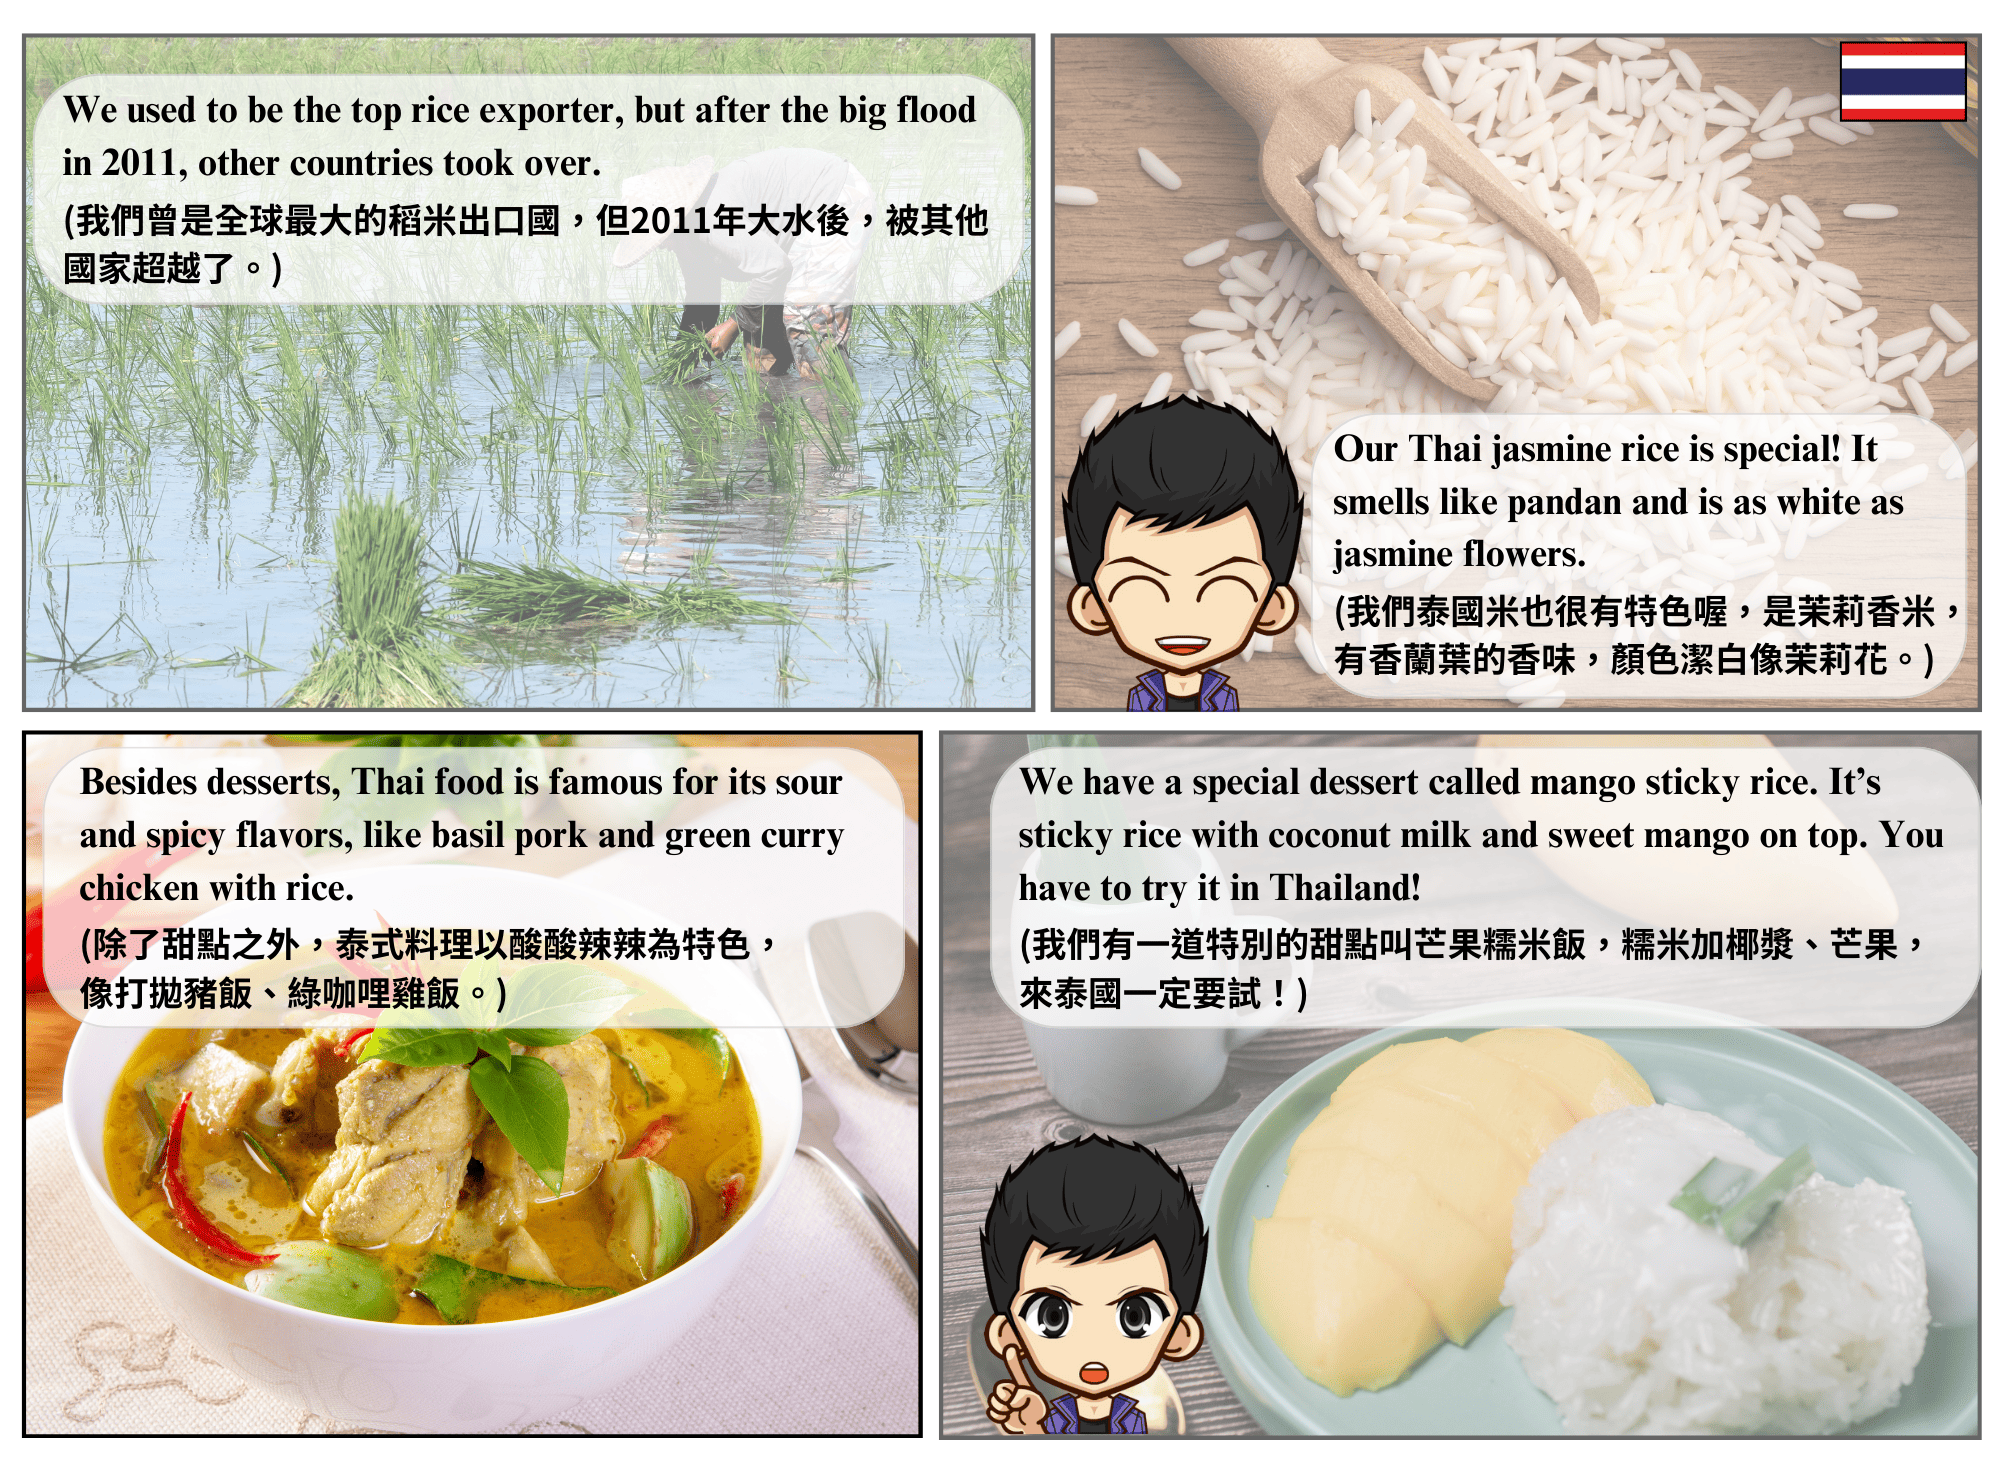 We used to be the top rice exporter, but after the big flood
in 2011, other countries took over.
(我們曾是全球最大的稻米出口國，但2011年大水後，被其他
國家超越了。)
Our Thai jasmine rice is special! It
smells like pandan and is as white as
jasmine flowers.
(我們泰國米也很有特色喔，是茉莉香米，
有香蘭葉的香味，顏色潔白像茉莉花。)
Besides desserts, Thai food is famous for its sour
and spicy flavors, like basil pork and green curry
chicken with rice.
(除了甜點之外，泰式料理以酸酸辣辣為特色，
像打拋豬飯、綠咖哩雞飯。)
We have a special dessert called mango sticky rice. It’s
sticky rice with coconut milk and sweet mango on top. You
have to try it in Thailand!
(我們有一道特別的甜點叫芒果糯米飯，糯米加椰漿、芒果，
來泰國一定要試！)